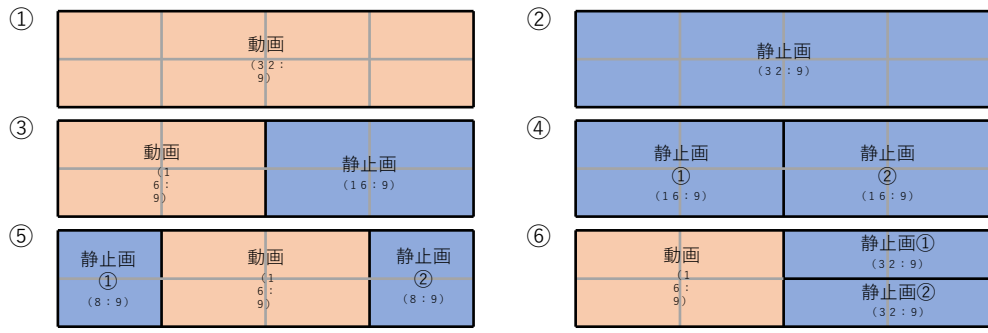 ①
動画
(32:
9)
②
静止画
(32:9)
③
動画
(1
6:
9)
静止画
(16:9)
④
静止画
①
(16:9)
静止画
②
(16:9)
⑤
静止画
①
(8:9)
動画
(1
6:
9)
静止画
②
(8:9)
⑥
動画
(1
6:
9)
静止画①
(32:9)
静止画②
(32:9)